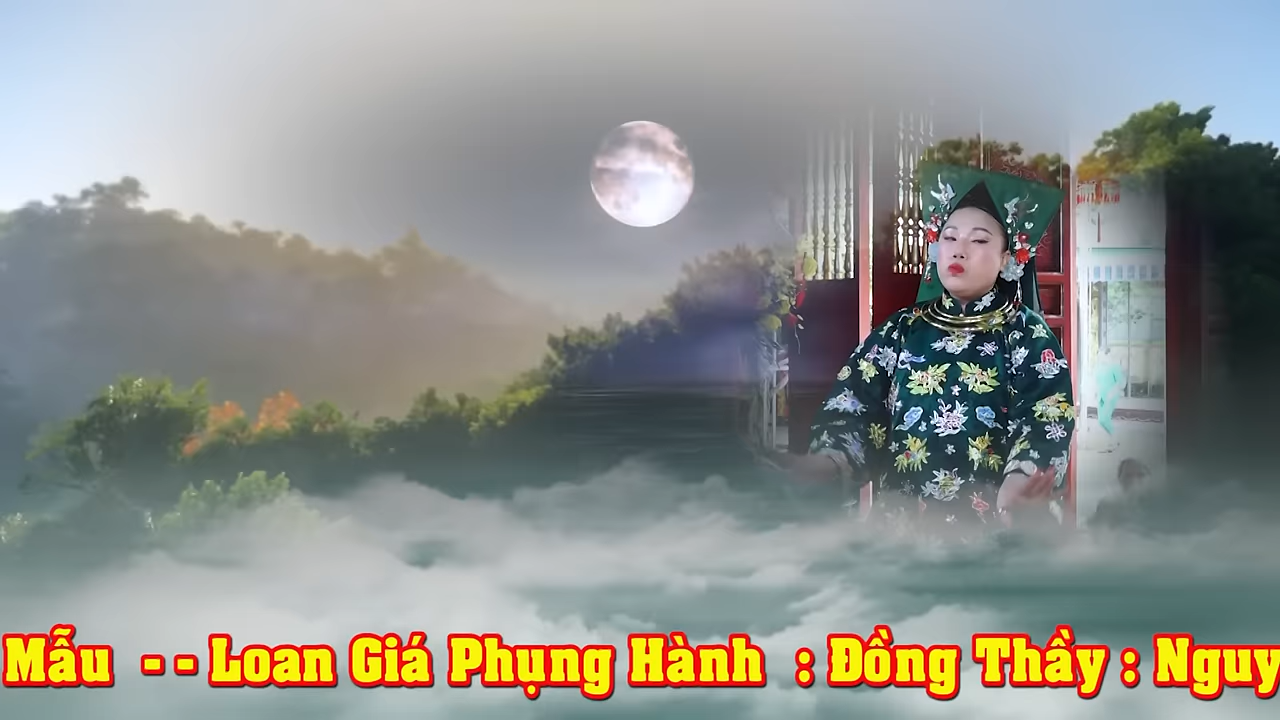 Mẫu -- Loan Giá Phụng Hành : Đồng Thầy : Nguy